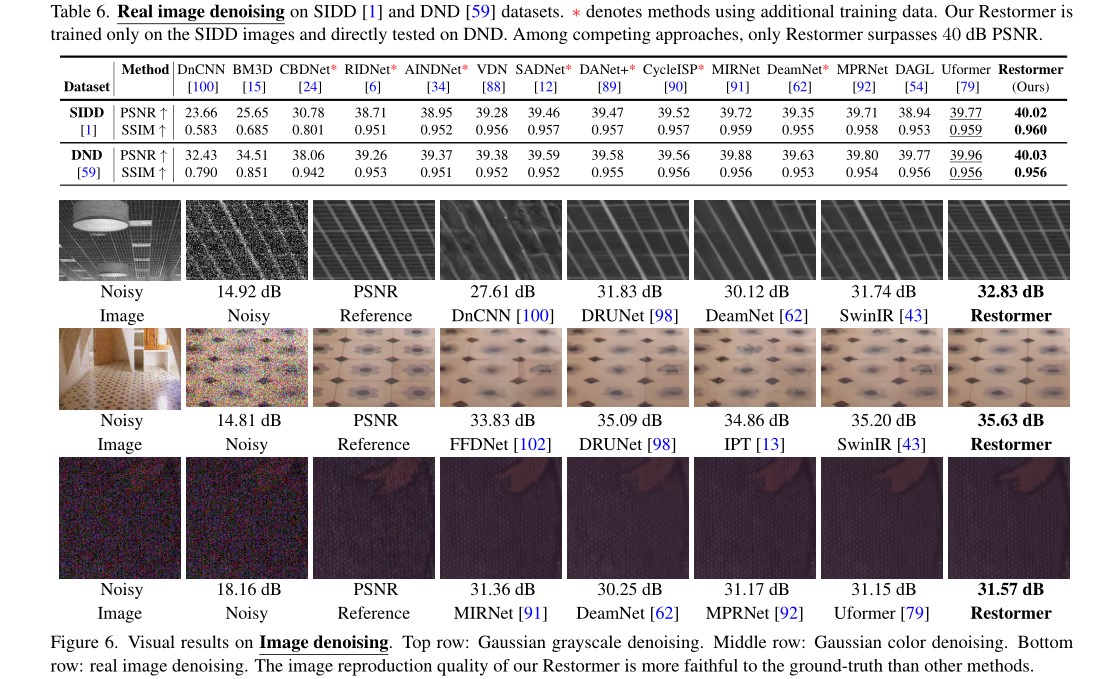 Table 6. Real image denoising on SIDD [1] and DND [59] datasets. * denotes methods using additional training data. Our Restormer is
trained only on the SIDD images and directly tested on DND. Among competing approaches, only Restormer surpasses 40 dB PSNR.
Method DnCNN BM3D CBDNet* RIDNet* AINDNet* VDN SADNet* DANet+* CycleISP* MIRNet DeamNet* MPRNet DAGL Uformer Restormer
Dataset [100] [15] [24] [6] [34] [88] [12] [89] [90] [91] [62] [92] [54] [79] (Ours)
SIDD PSNR ↑ 23.66 25.65 30.78 38.71 38.95 39.28 39.46 39.47 39.52 39.72 39.35 39.71 38.94 39.77 40.02
[1] SSIM ↑ 0.583 0.685 0.801 0.951 0.952 0.956 0.957 0.957 0.957 0.959 0.955 0.958 0.953 0.959 0.960
DND PSNR ↑ 32.43 34.51 38.06 39.26 39.37 39.38 39.59 39.58 39.56 39.88 39.63 39.80 39.77 39.96 40.03
[59] SSIM ↑ 0.790 0.851 0.942 0.953 0.951 0.952 0.952 0.955 0.956 0.956 0.953 0.954 0.956 0.956 0.956
Noisy 14.92 dB PSNR 27.61 dB 31.83 dB 30.12 dB 31.74 dB 32.83 dB
Image Noisy Reference DnCNN [100] DRUNet [98] DeamNet [62] SwinIR [43] Restormer
Noisy 14.81 dB PSNR 33.83 dB 35.09 dB 34.86 dB 35.20 dB 35.63 dB
Image Noisy Reference FFDNet [102] DRUNet [98] IPT [13] SwinIR [43] Restormer
Noisy 18.16 dB PSNR 31.36 dB 30.25 dB 31.17 dB 31.15 dB 31.57 dB
Image Noisy Reference MIRNet [91] DeamNet [62] MPRNet [92] Uformer [79] Restormer
Figure 6. Visual results on Image denoising. Top row: Gaussian grayscale denoising. Middle row: Gaussian color denoising. Bottom
row: real image denoising. The image reproduction quality of our Restormer is more faithful to the ground-truth than other methods.